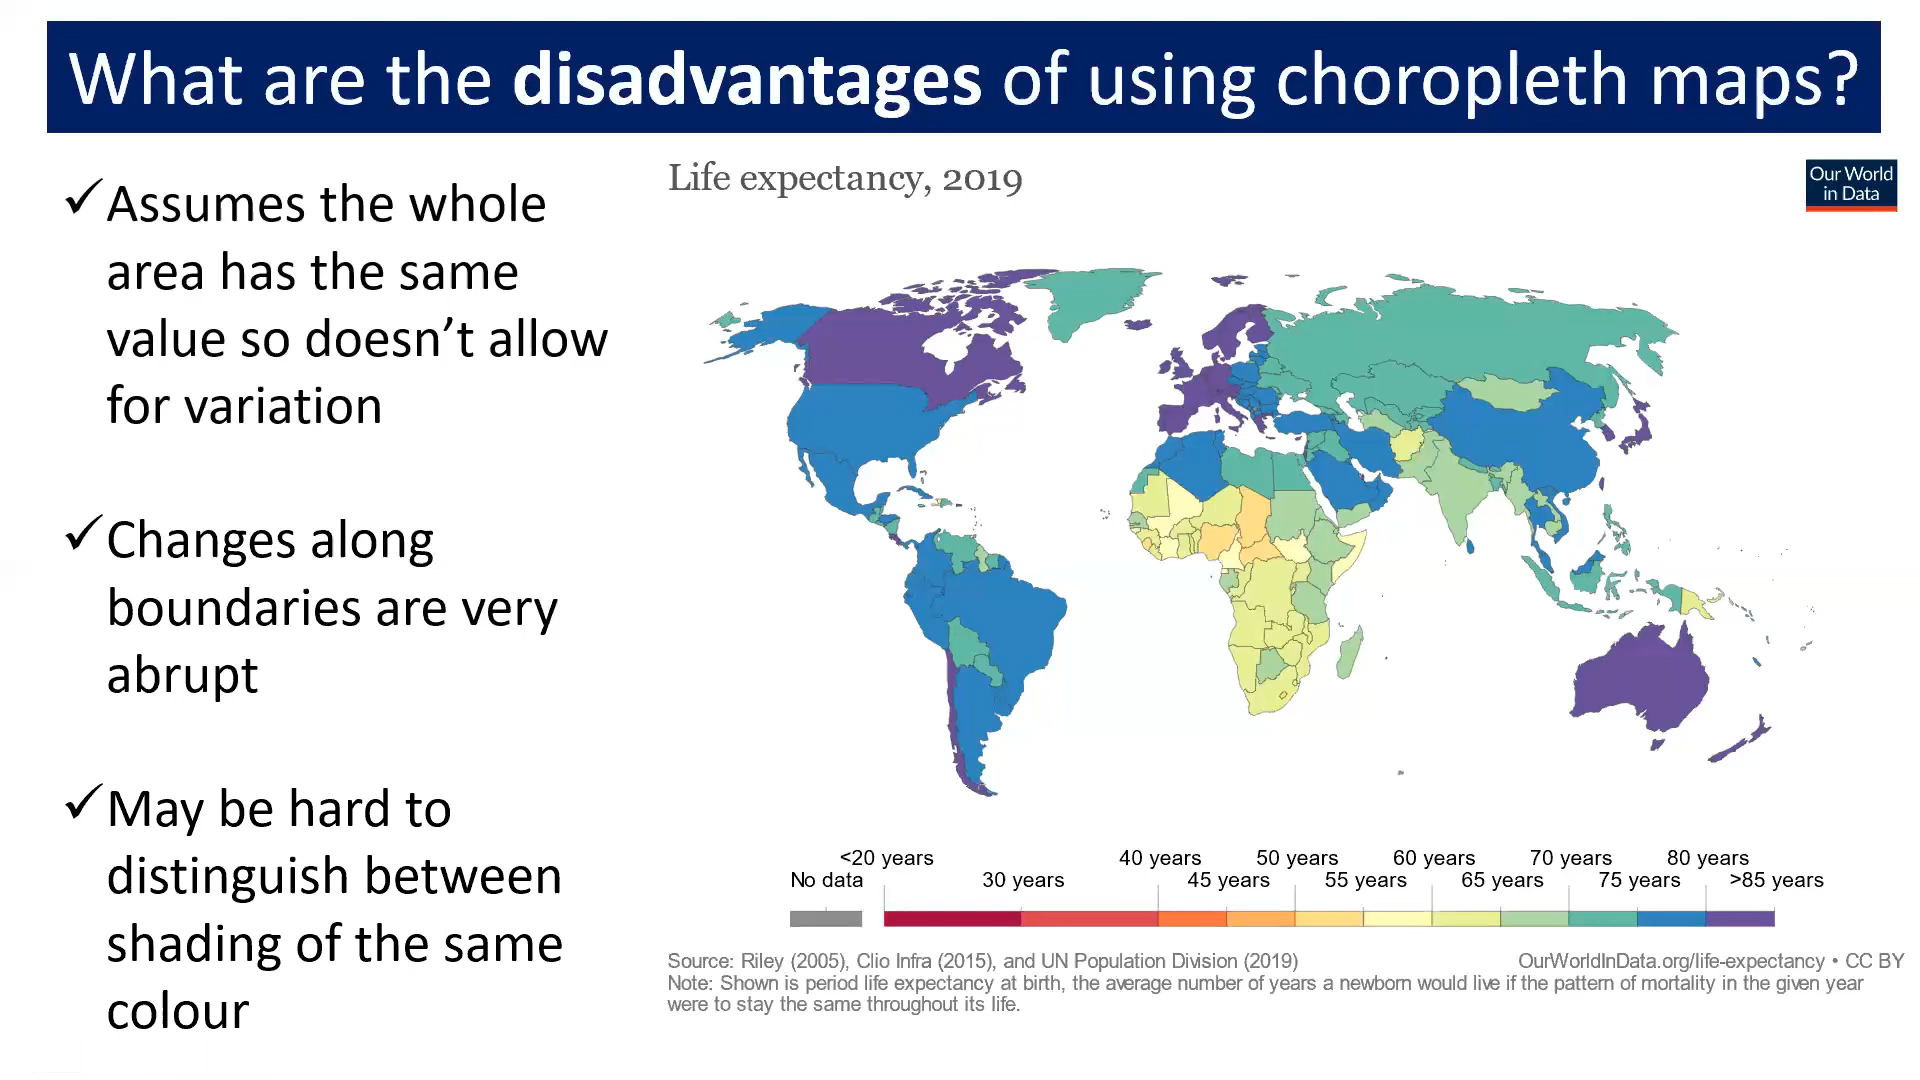 What are the disadvantages of using choropleth maps?
✓Assumes the whole
area has the same
value so doesn't allow
for variation
✓Changes along
boundaries are very
abrupt
✓May be hard to
distinguish between
shading of the same
colour
Life expectancy, 2019
Our World
in Data
<20 years 40 years 50 years 60 years 70 years 80 years
No data 30 years 45 years 55 years 65 years 75 years >85 years
Source: Riley (2005), Clio Infra (2015), and UN Population Division (2019) OurWorldInData.org/life-expectancy • CC BY
Note: Shown is period life expectancy at birth, the average number of years a newborn would live if the pattern of mortality in the given year
were to stay the same throughout its life.